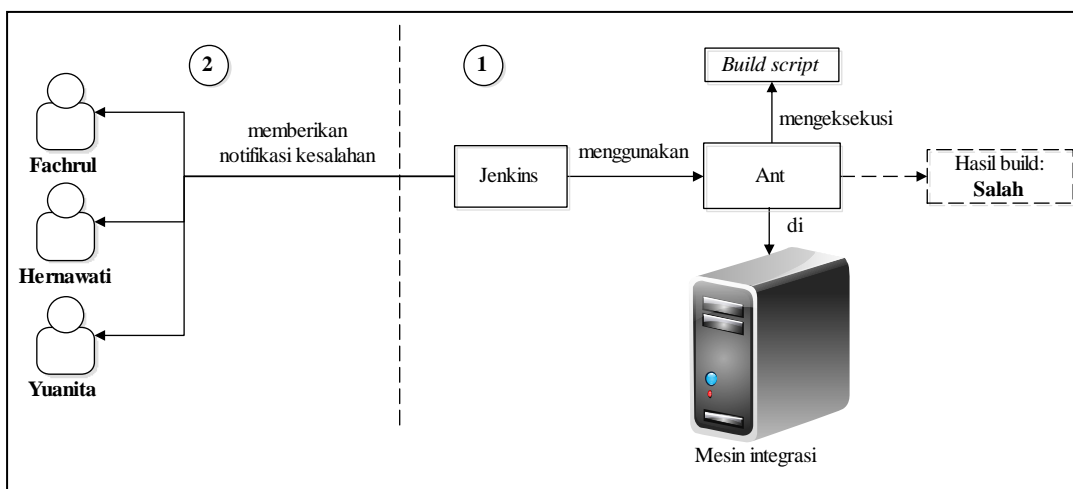 2
1
Build script
mengeksekusi
memberikan
notifikasi kesalahan
Fachrul
Jenkins
menggunakan
Ant
Hasil build:
Salah
di
Hernawati
Yuanita
Mesin integrasi